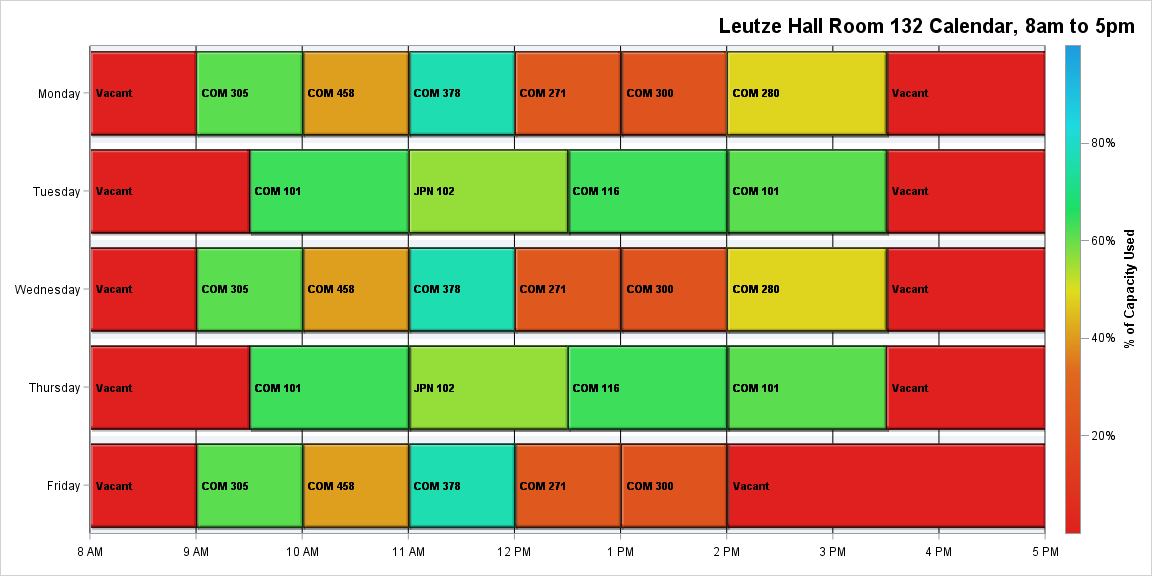 Leutze Hall Room 132 Calendar, 8am to 5pm
Monday
Vacant
COM 305
COM 458
COM 378
COM 271
COM 300
COM 280
Vacant
Tuesday
Vacant
COM 101
JPN 102
COM 116
COM 101
Vacant
Wednesday
Vacant
COM 305
COM 458
COM 378
COM 271
COM 300
COM 280
Vacant
Thursday
Vacant
COM 101
JPN 102
COM 116
COM 101
Vacant
Friday
Vacant
COM 305
COM 458
COM 378
COM 271
COM 300
Vacant
8 AM
9 AM
10 AM
11 AM
12 PM
1 PM
2 PM
3 PM
4 PM
5 PM
80%
60%
40%
20%
% of Capacity Used